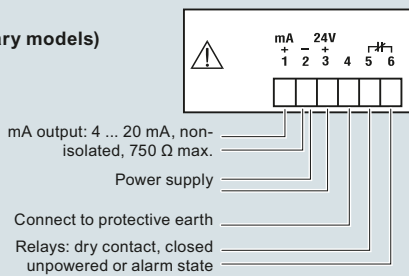 ary models)
mA 24V
+ – +
1 2 3 4 5 6
mA output: 4 ... 20 mA, non-
isolated, 750 Ω max.
Power supply
Connect to protective earth
Relays: dry contact, closed
unpowered or alarm state